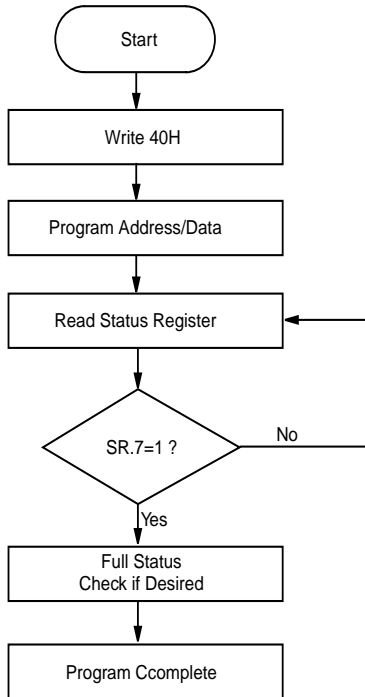 Start
Write 40H
Program Address/Data
Read Status Register
SR.7=1 ?
No
Yes
Full Status
Check if Desired
Program Ccomplete